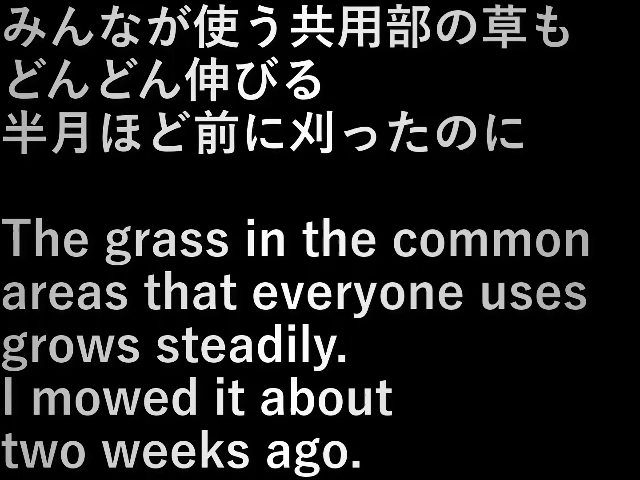 みんなが使う共用部の草も
どんどん伸びる
半月ほど前に刈ったのに
The grass in the common
areas that everyone uses
grows steadily.
I mowed it about
two weeks ago.